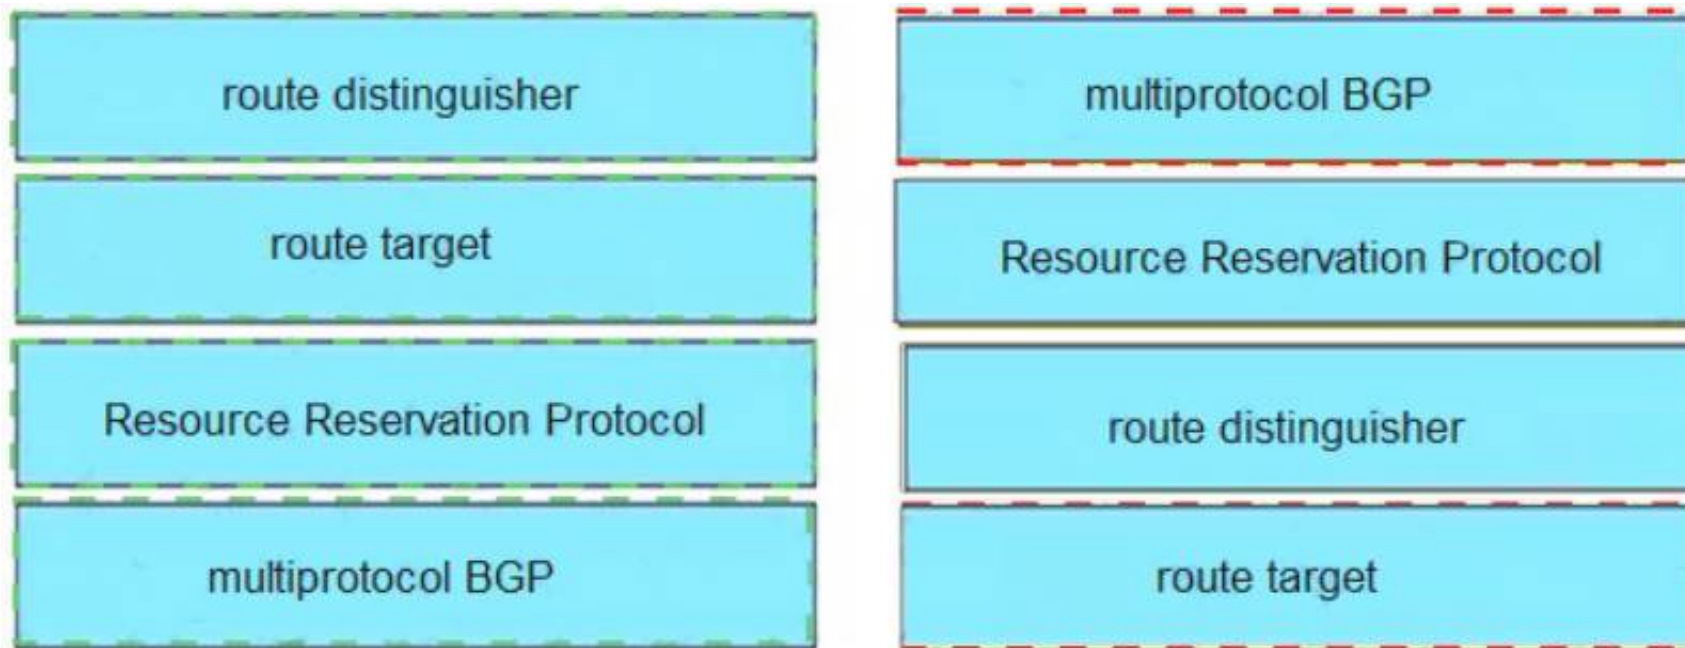 route distinguisher
route target
Resource Reservation Protocol
multiprotocol BGP
multiprotocol BGP
Resource Reservation Protocol
route distinguisher
route target